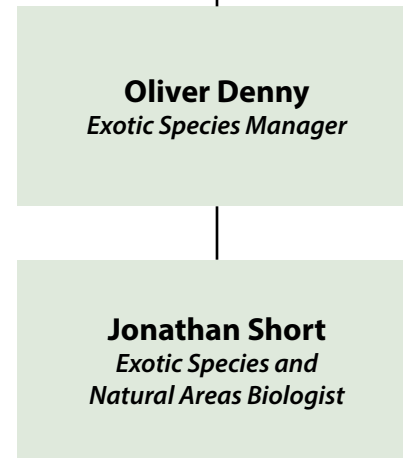 Oliver Denny
Exotic Species Manager
Jonathan Short
Exotic Species and
Natural Areas Biologist